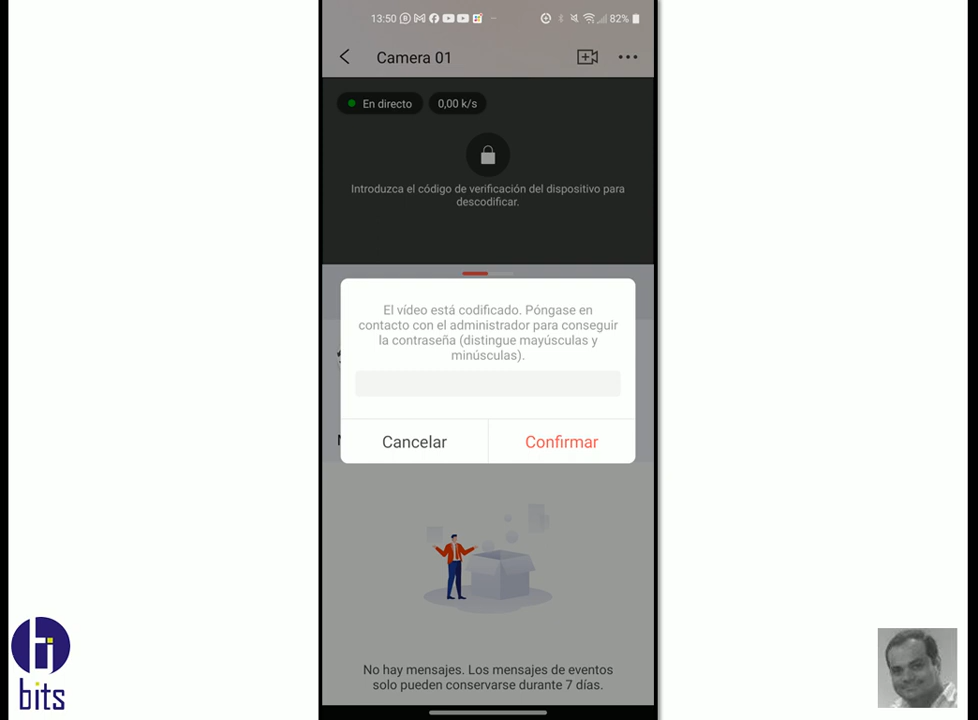 13:50
82%
Camera 01
En directo
0,00 k/s
Introduzca el código de verificación del dispositivo para
descodificar.
El vídeo está codificado. Póngase en
contacto con el administrador para conseguir
la contraseña (distingue mayúsculas y
minúsculas).
Cancelar
Confirmar
No hay mensajes. Los mensajes de eventos
solo pueden conservarse durante 7 días.
bits